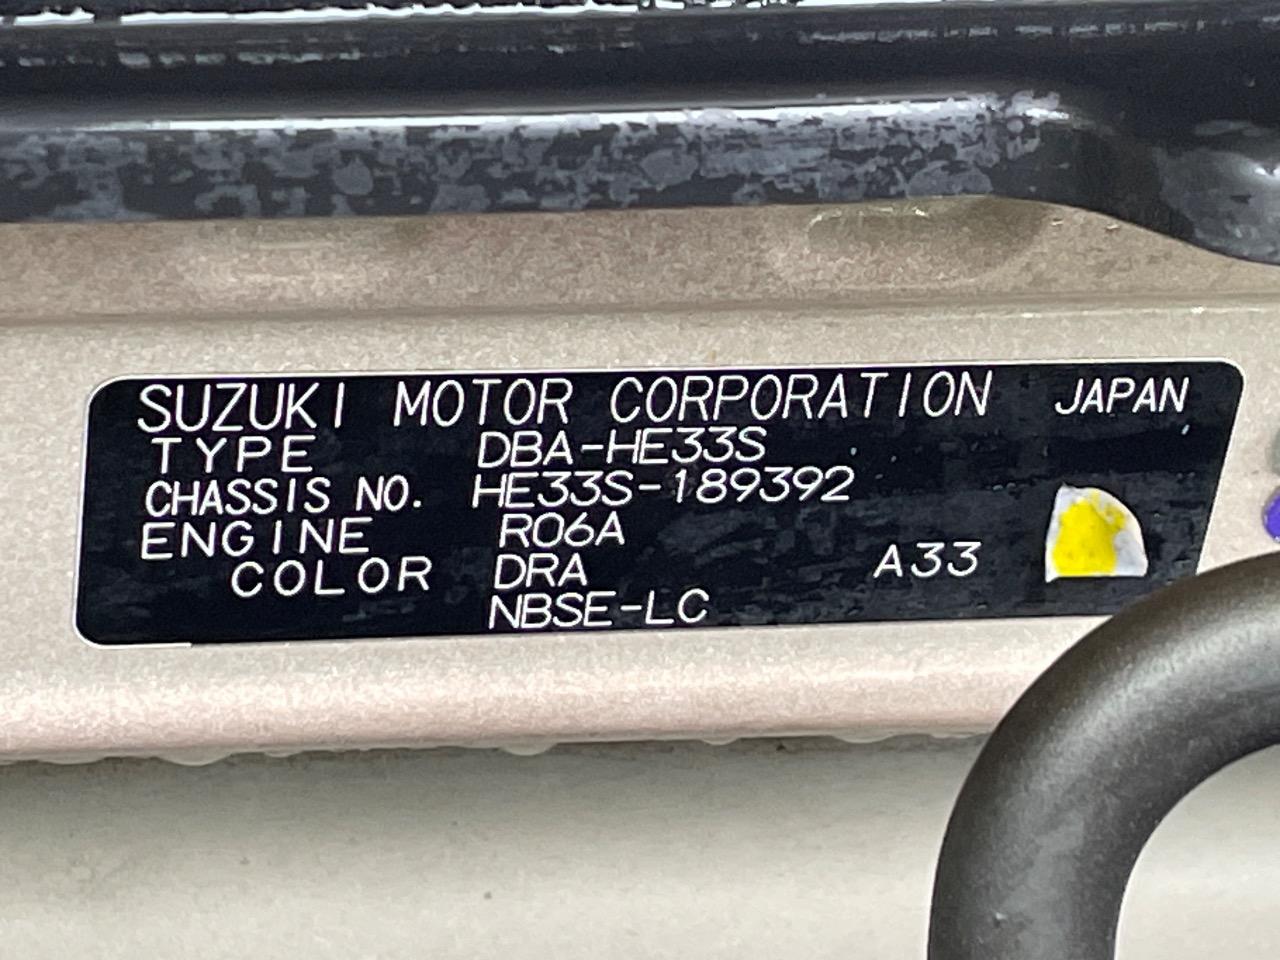 SUZUKI MOTOR CORPORATION JAPAN
TYPE DBA-HE33S
CHASSIS NO. HE33S-189392
ENGINE R06A
COLOR DRA A33
NBSE-LC